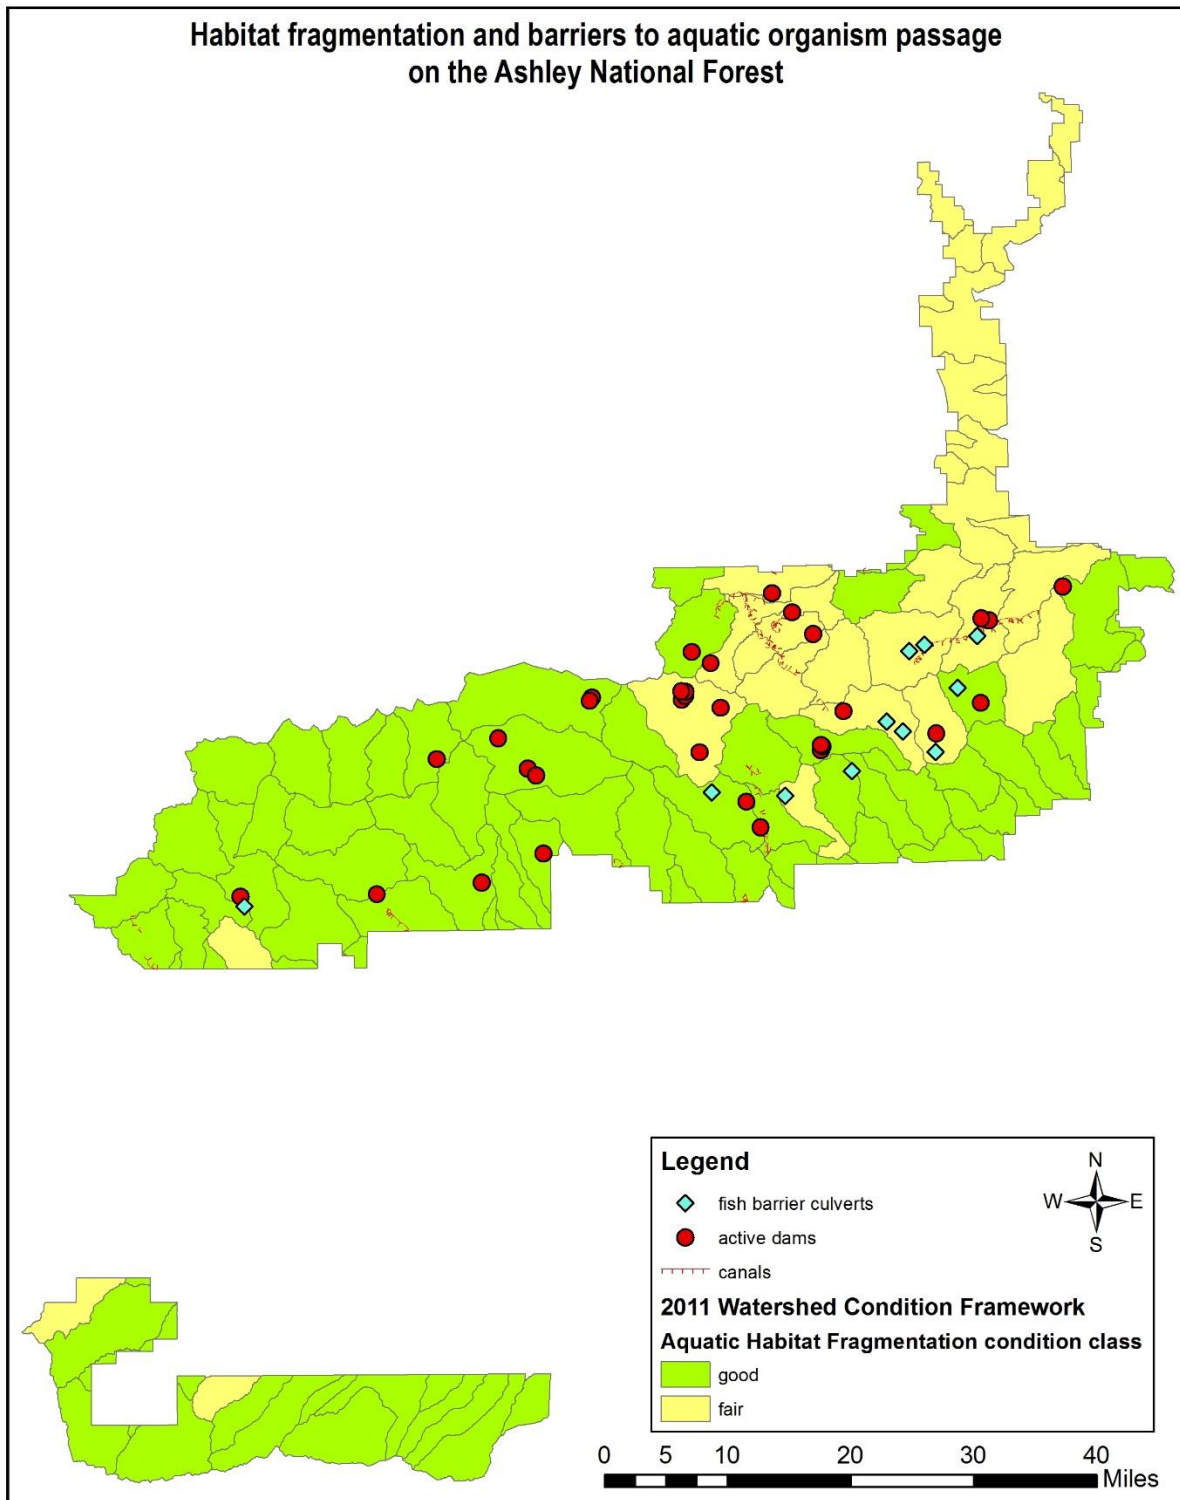 Habitat fragmentation and barriers to aquatic organism passage
on the Ashley National Forest
Legend
fish barrier culverts
active dams
canals
2011 Watershed Condition Framework
Aquatic Habitat Fragmentation condition class
good
fair
N
W E
S
0 5 10 20 30 40
Miles